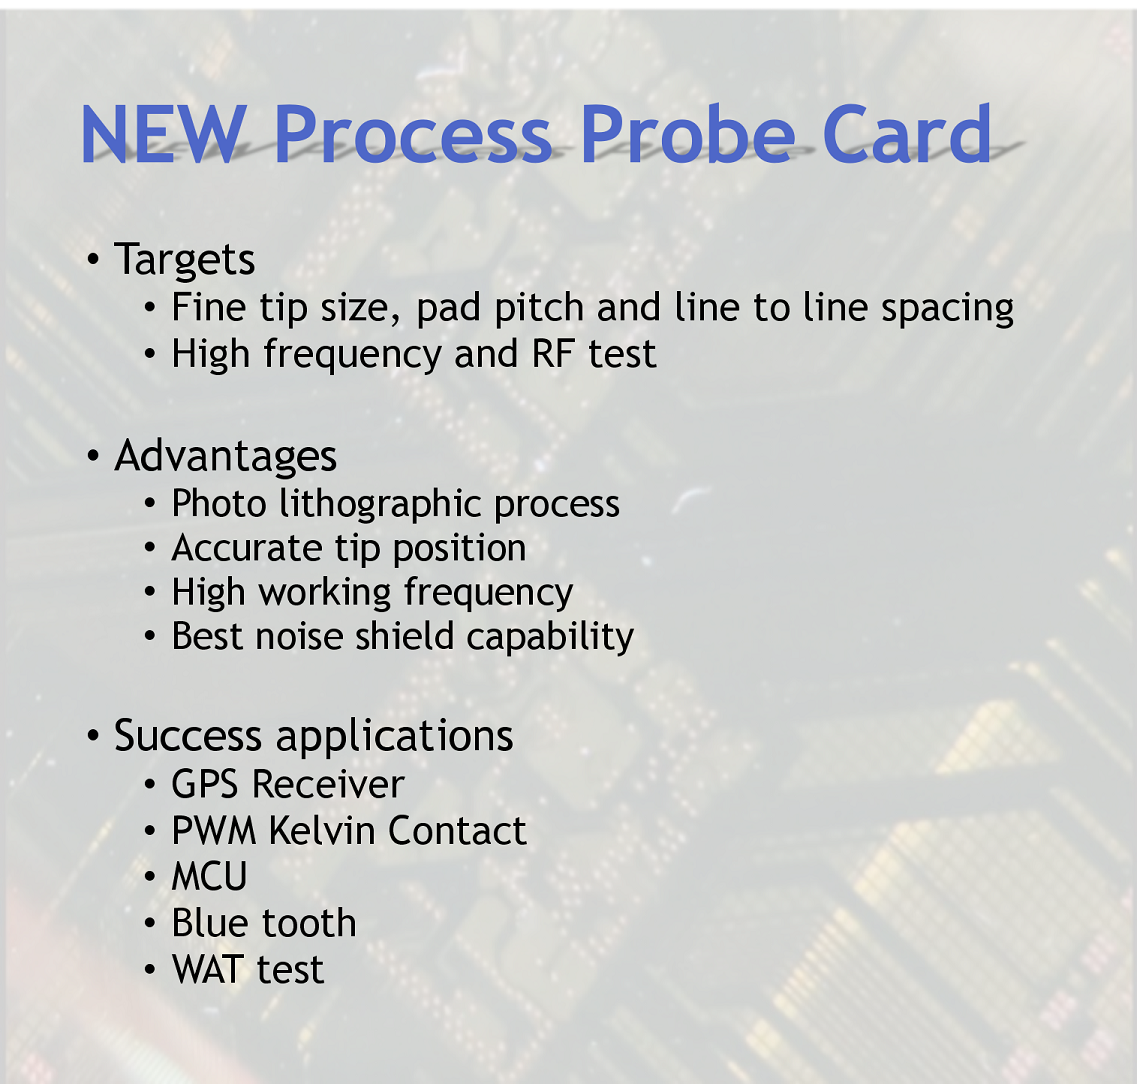 NEW Process Probe Card
• Targets
• Fine tip size, pad pitch and line to line spacing
• High frequency and RF test
• Advantages
• Photo lithographic process
• Accurate tip position
• High working frequency
• Best noise shield capability
• Success applications
• GPS Receiver
• PWM Kelvin Contact
• MCU
• Blue tooth
• WAT test